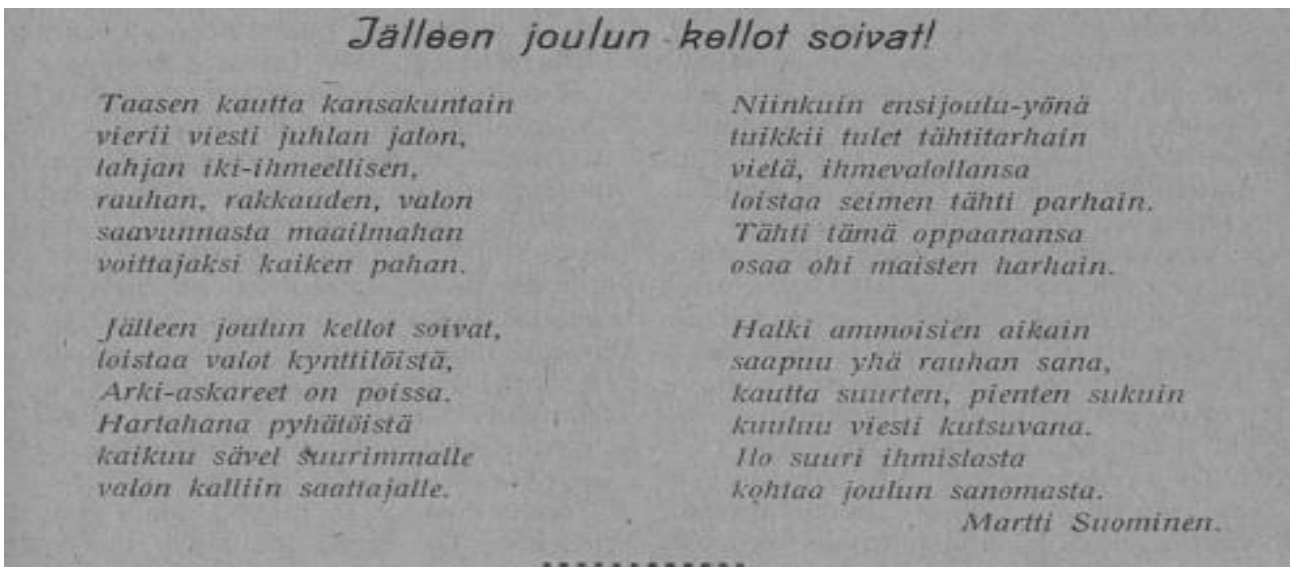 Jälleen joulun kellot soivat!
Taasen kautta kansakuntain
vierii viesti juhlan jalon,
lahjan iki-ihmeellisen,
rauhan, rakkauden, valon
saavunnasta maailmahan
voittajaksi kaiken pahan.
Jälleen joulun kellot soivat,
loistaa valot kynttilöistä,
Arki-askareet on poissa.
Hartahana pyhätöistä
kaikuu sävel suurimmalle
valon kalliin saattajalle.
Niinkuin ensijoulu-yönä
tuikkii tulet tähtitarhain
vielä, ihmevalollansa
loistaa seimen tähti parhain.
Tähti tämä oppaanansa
osaa ohi maisten harhain.
Halki ammoisien aikain
saapuu yhä rauhan sana,
kautta suurten, pienten sukuin
kuuluu viesti kutsuvana.
Ilo suuri ihmislasta
kohtaa joulun sanomasta.
Martti Suominen.